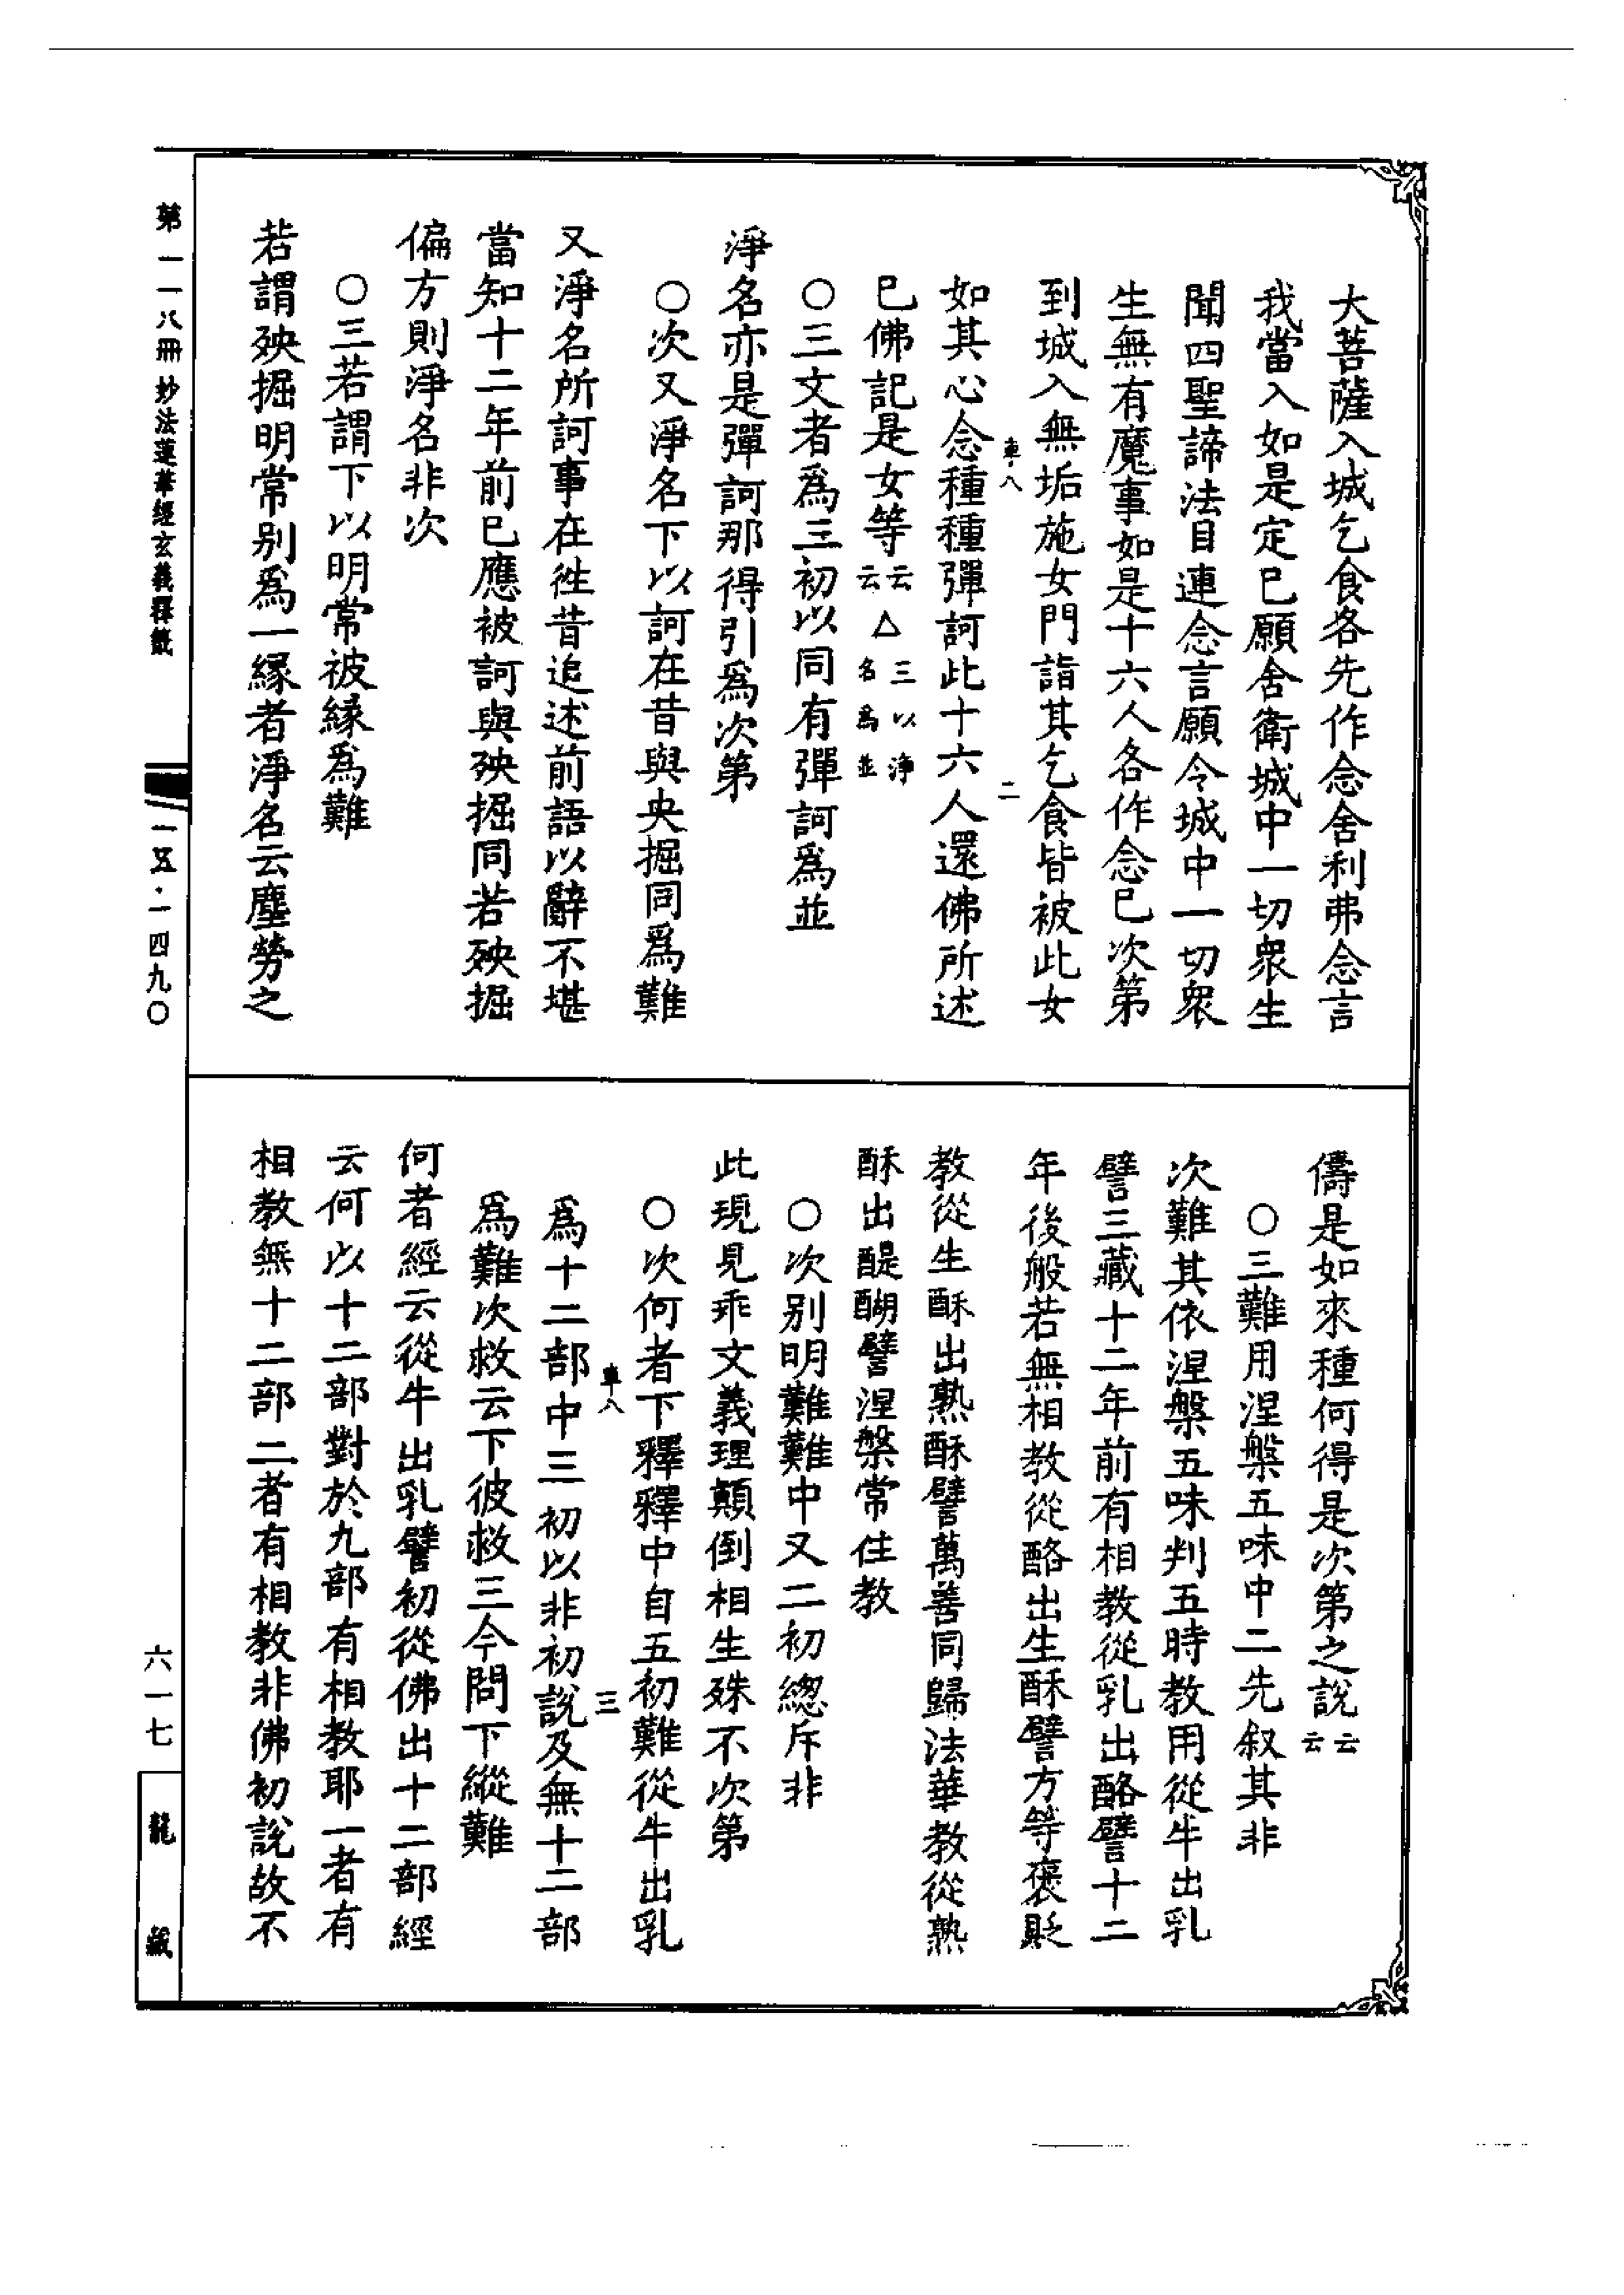 大菩薩入城乞食各先作念舍利弗念言
我當入如是定已願舍衛城中一切衆生
聞四聖諦法目連念言願令城中一切衆
生無有魔事如是十六人各作念已次第
到城入無垢施女門詣其乞食皆被此女
車八 二
如其心念種種彈訶此十六人還佛所述
已佛記是女等云云△三以淨名為並
○三文者爲三初以同有彈訶爲並
淨名亦是彈訶那得引爲次第
○次又淨名下以訶在昔與央掘同爲難
又淨名所訶事在徃昔追述前語以辭不堪
當知十二年前已應被訶與殃掘同若殃掘
偏方則淨名非次
○三若謂下以明常被緣爲難
若謂殃掘明常别爲一緣者淨名云塵勞之
儔是如來種何得是次第之說云云
○三難用涅槃五味中二先叙其非
次難其依涅槃五味判五時教用從牛出乳
譬三藏十二年前有相教從乳出酪譬十二
年後般若無相教從酪出生酥譬方等褒貶
教從生酥出熟酥譬萬善同歸法華教從熟
酥出醍醐譬涅槃常住教
○次别明難難中又二初總斥非
此現見乖文義理顛倒相生殊不次第
○次何者下釋釋中自五初難從牛出乳
車八 三
爲十二部中三初以非初說及無十二部
爲難次救云下彼救三今問下縱難
何者經云從牛出乳譬初從佛出十二部經
云何以十二部對於九部有相教耶一者有
相教無十二部二者有相教非佛初說故不
第一一八冊 妙法蓮華經玄義釋籤
一五·一四九〇
六一七
龍藏